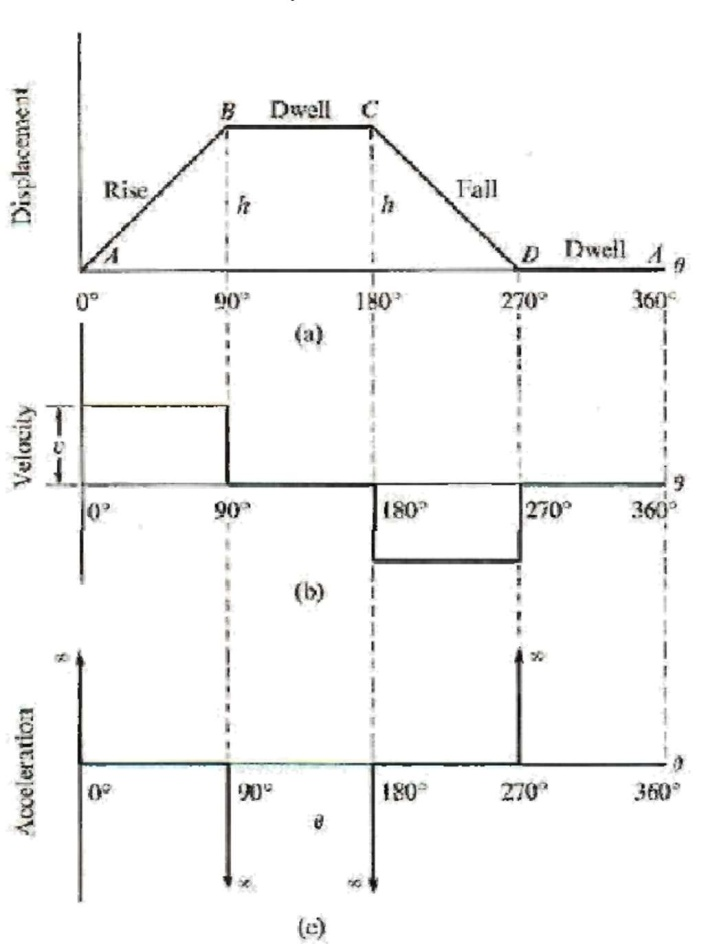 Displacement
B Dwell C
Rise h h Fall
A D Dwell A θ
0° 90° 180° 270° 360°
(a)
Velocity
v
θ
0° 90° 180° 270° 360°
(b)
Acceleration
∞ ∞
θ
0° 90° 180° 270° 360°
θ
∞ ∞
(c)